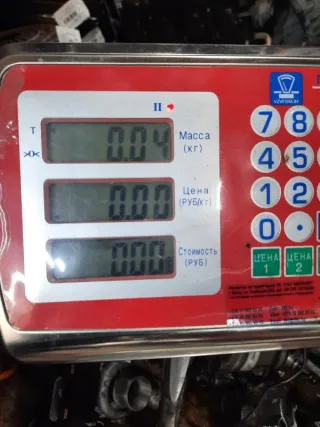 П
Т
>0<
0.04
Масса
(кг)
0.00
Цена
(РУБ/кг)
0.00
Стоимость
(РУБ)
7 8
4 5
1 2
0 .
ЦЕНА
1
ЦЕНА
2